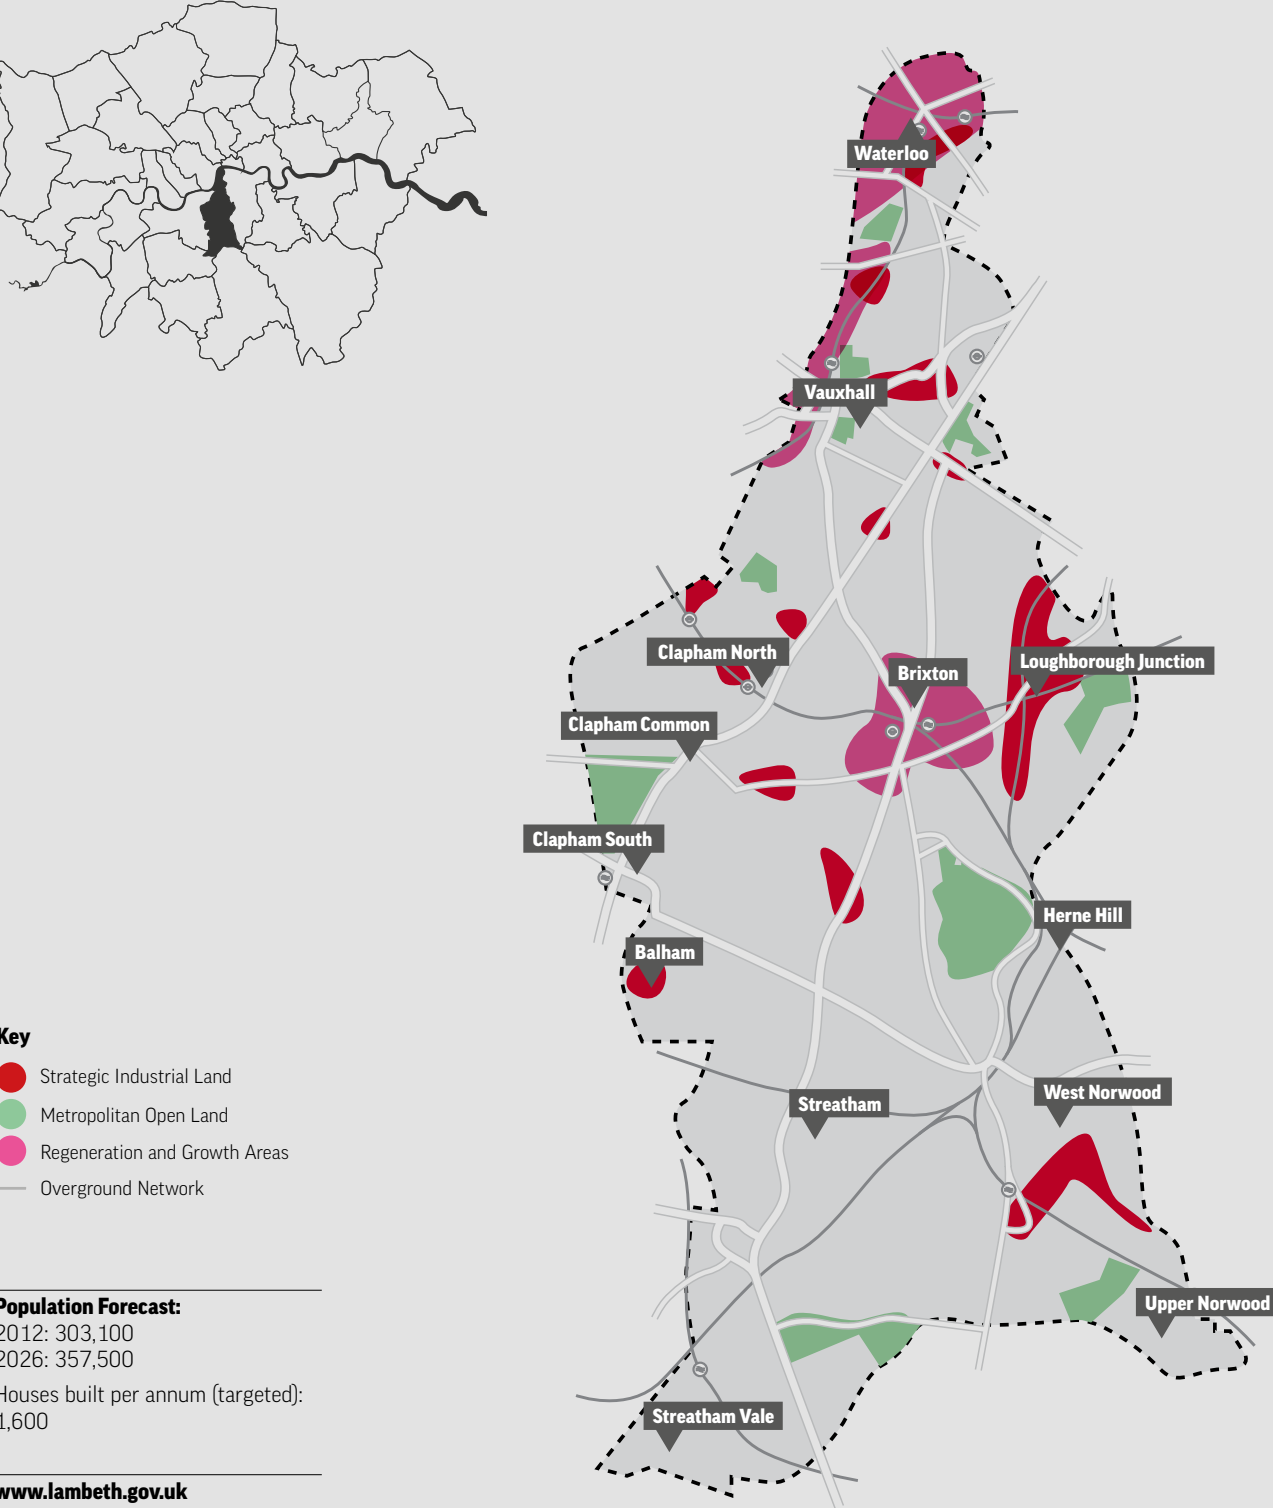 Waterloo
Vauxhall
Clapham North
Brixton
Loughborough Junction
Clapham Common
Clapham South
Herne Hill
Balham
West Norwood
Streatham
Upper Norwood
Streatham Vale
Key
Strategic Industrial Land
Metropolitan Open Land
Regeneration and Growth Areas
Overground Network
Population Forecast:
2012: 303,100
2026: 357,500
Houses built per annum (targeted):
1,600
www.lambeth.gov.uk